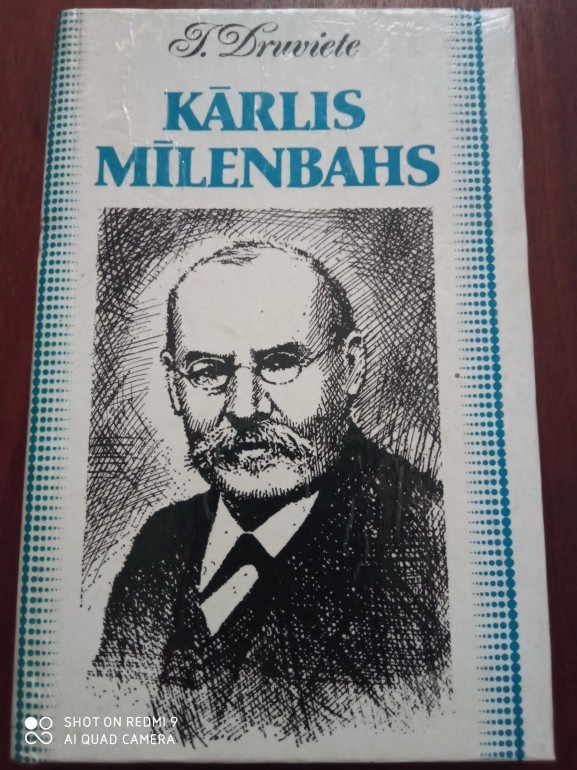 I. Druviete
KĀRLIS
MĪLENBAHS
SHOT ON REDMI 9
AI QUAD CAMERA